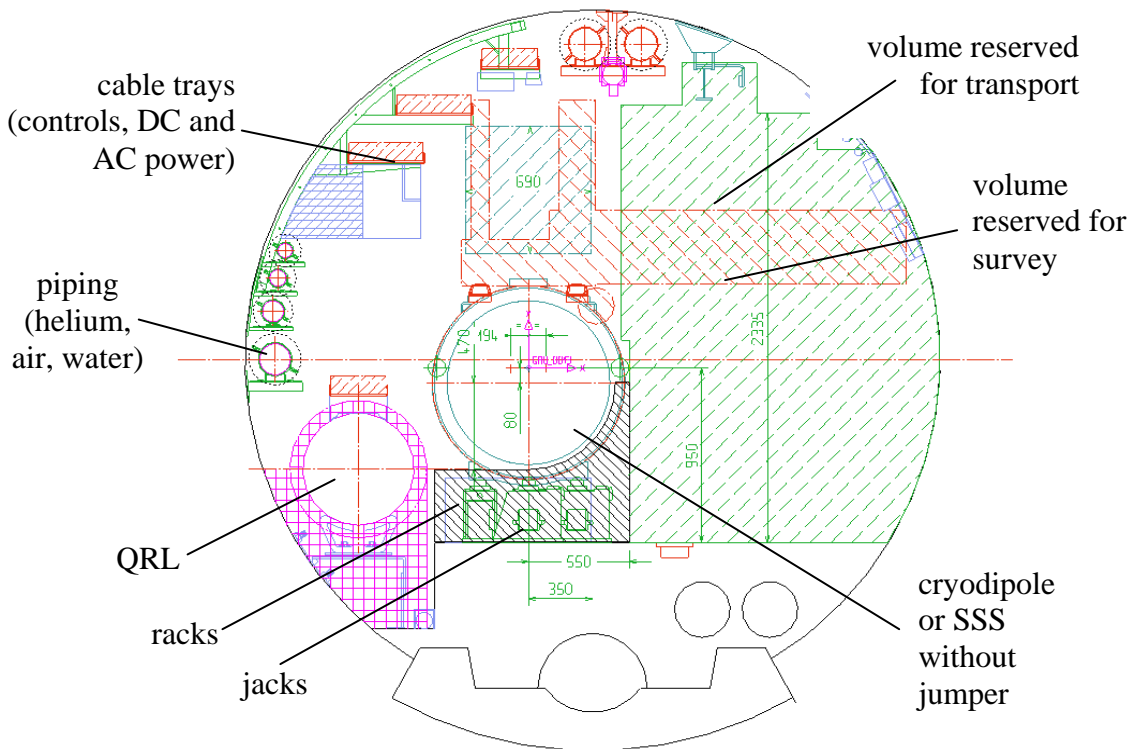 volume reserved
for transport
cable trays
(controls, DC and
AC power)
690
volume
reserved for
survey
piping
(helium,
air, water)
470
194
= =
2335
x
80
950
QRL
550
350
racks
jacks
cryodipole
or SSS
without
jumper